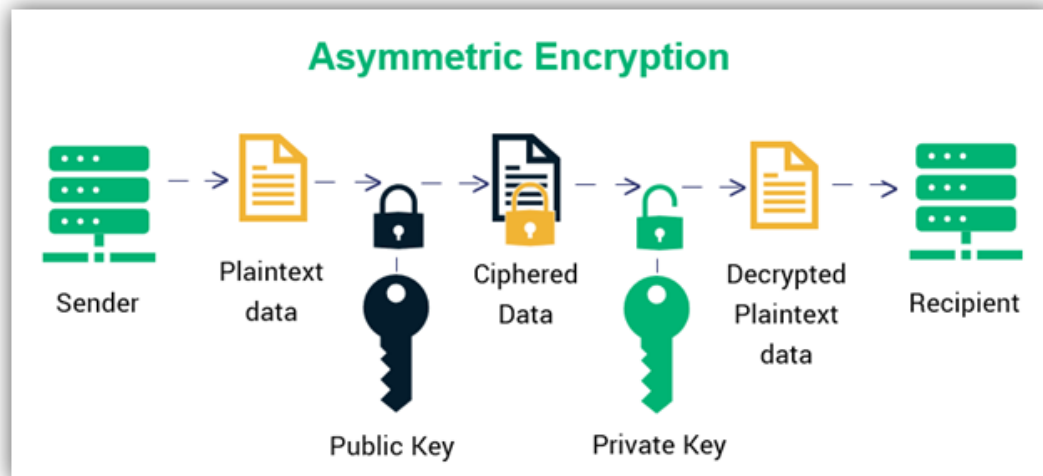 Asymmetric Encryption
Sender
Plaintext
data
Public Key
Ciphered
Data
Private Key
Decrypted
Plaintext
data
Recipient